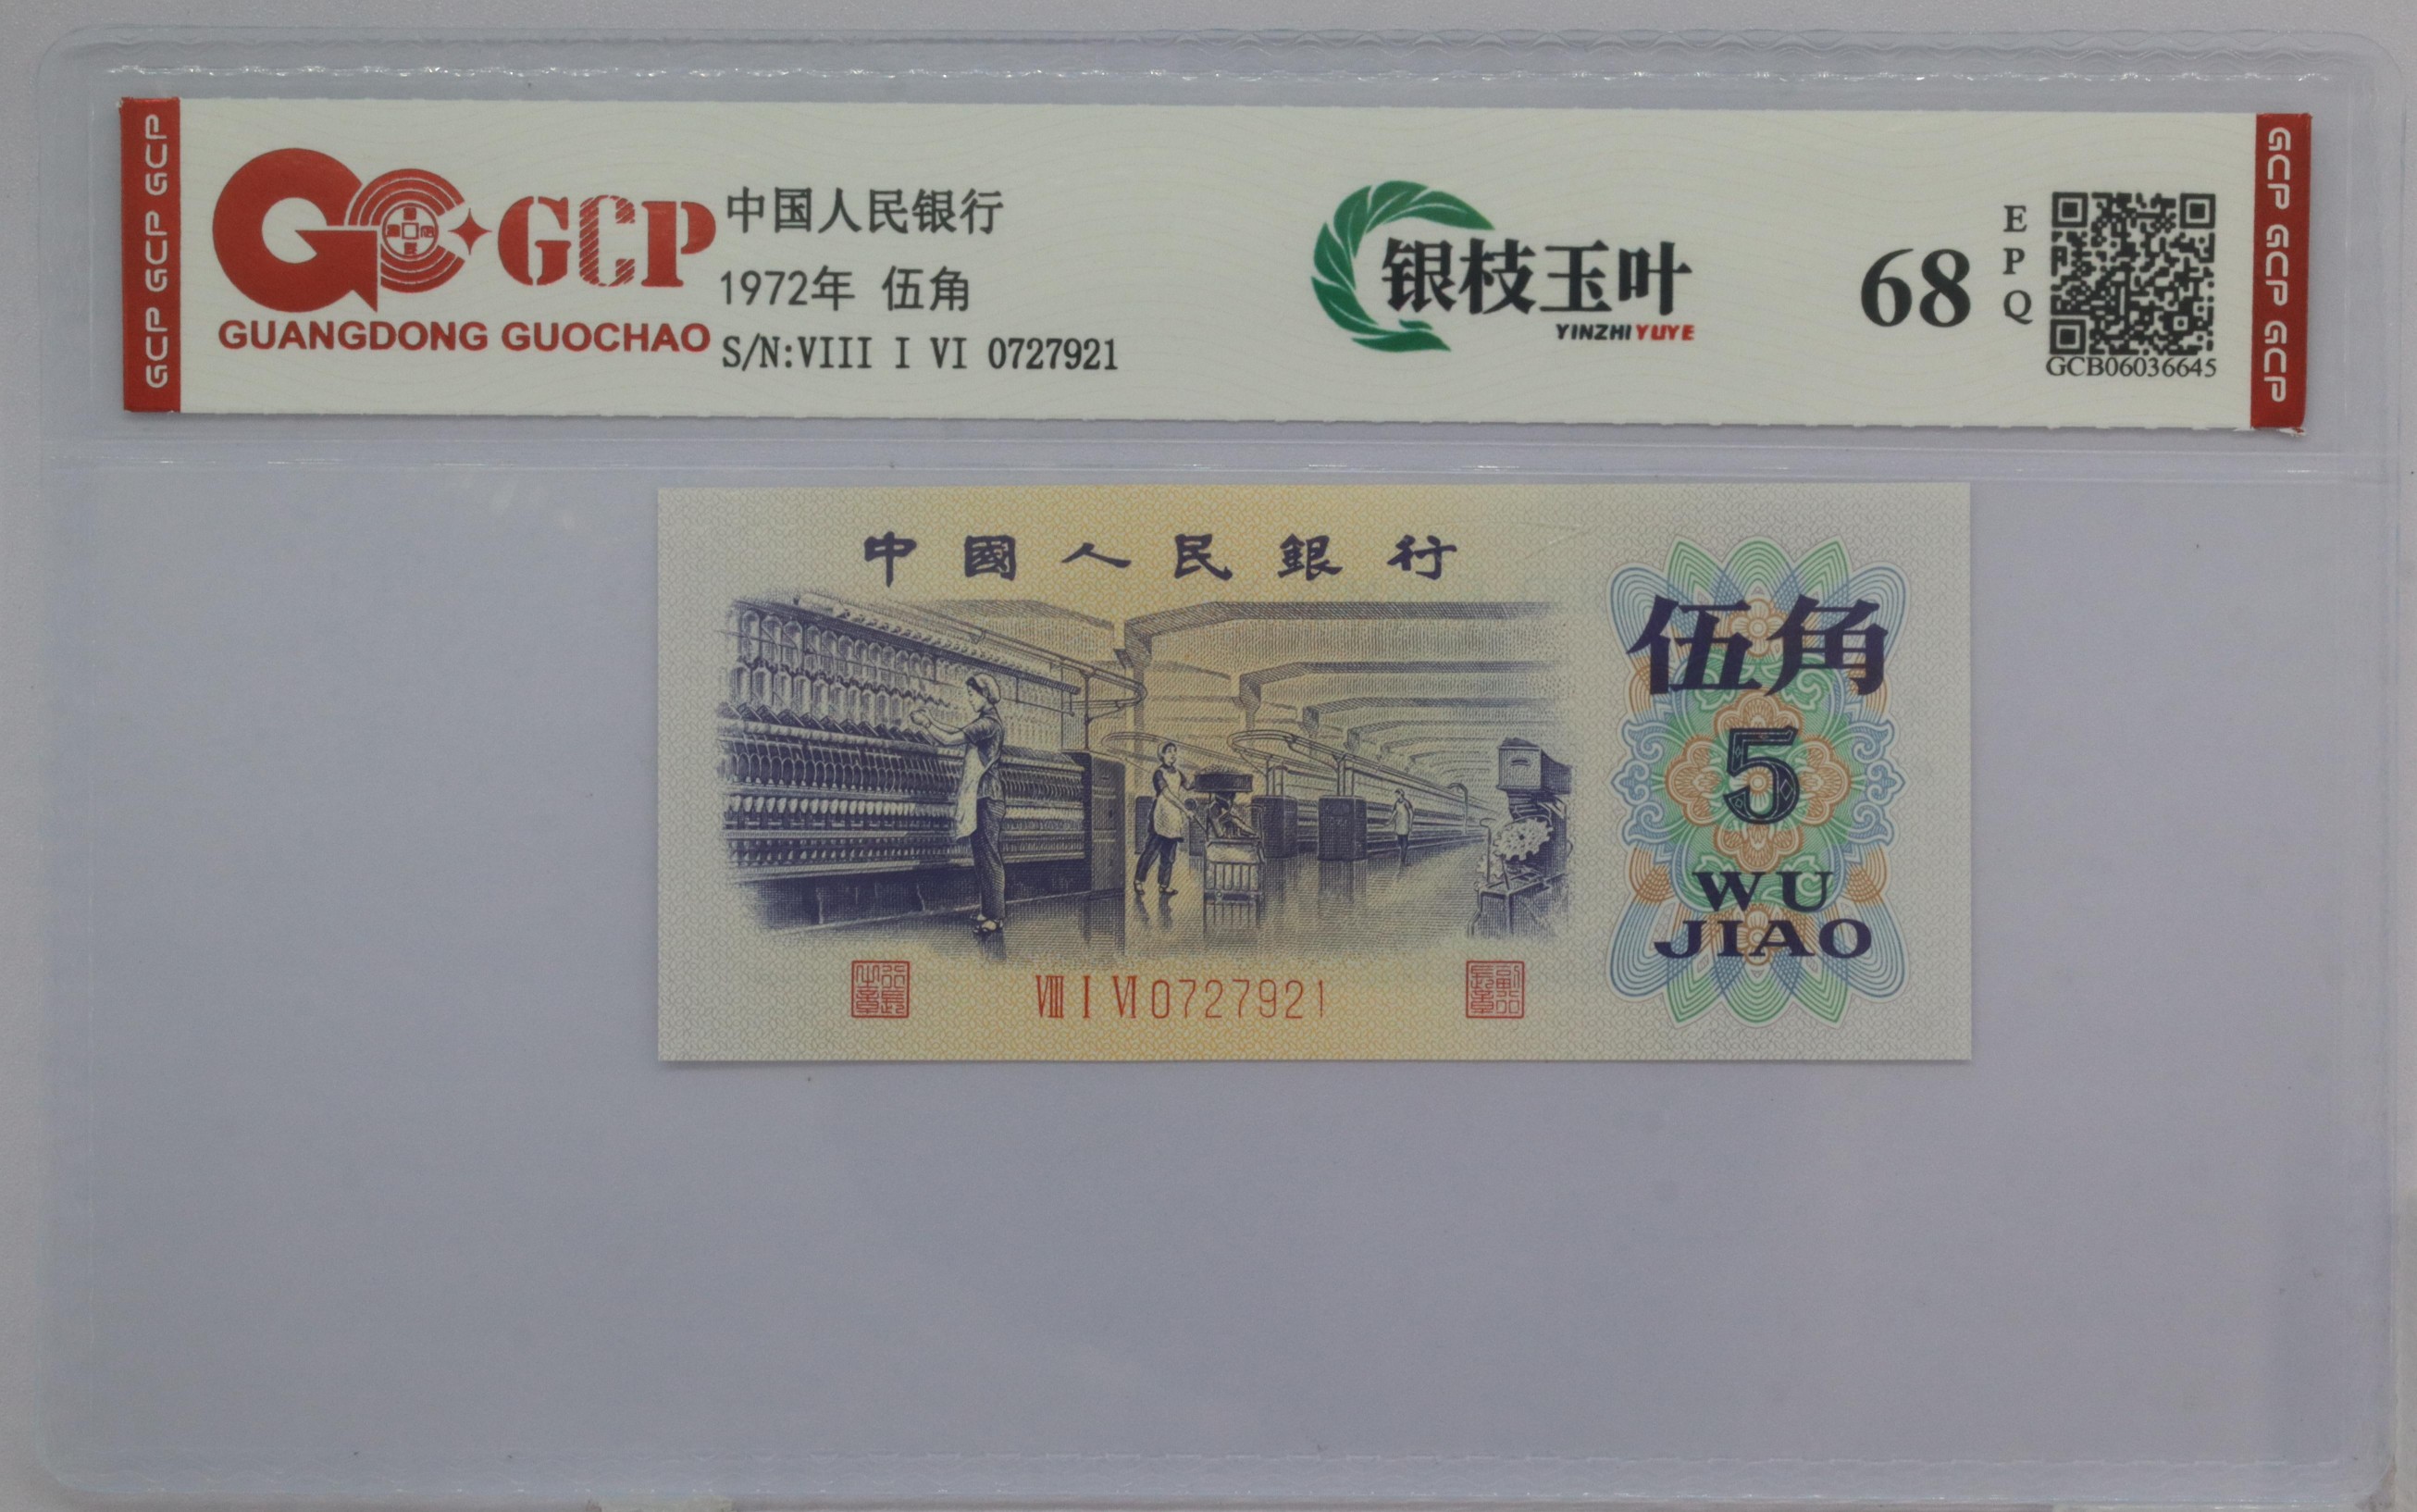 GCP GCP GCP
GCP
GUANGDONG GUOCHAO
中国人民银行
1972年 伍角
S/N:VIII I VI 0727921
银枝玉叶
YINZHIYUYE
68
EPQ
GCB06036645
GCP GCP GCP
中國人民銀行
伍角
5
WU
JIAO
VIII I VI 0727921